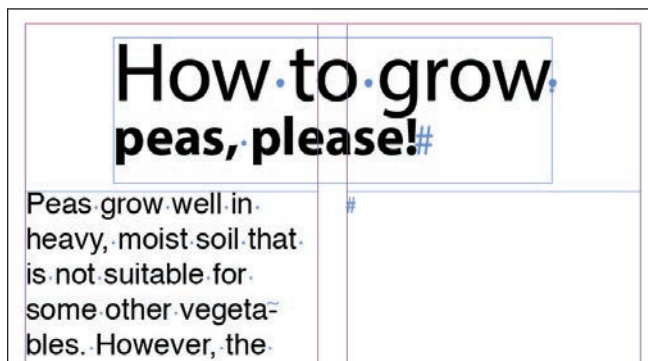 How to grow
peas, please!#
Peas grow well in
heavy, moist soil that
is not suitable for
some other vegeta-
bles. However, the
#